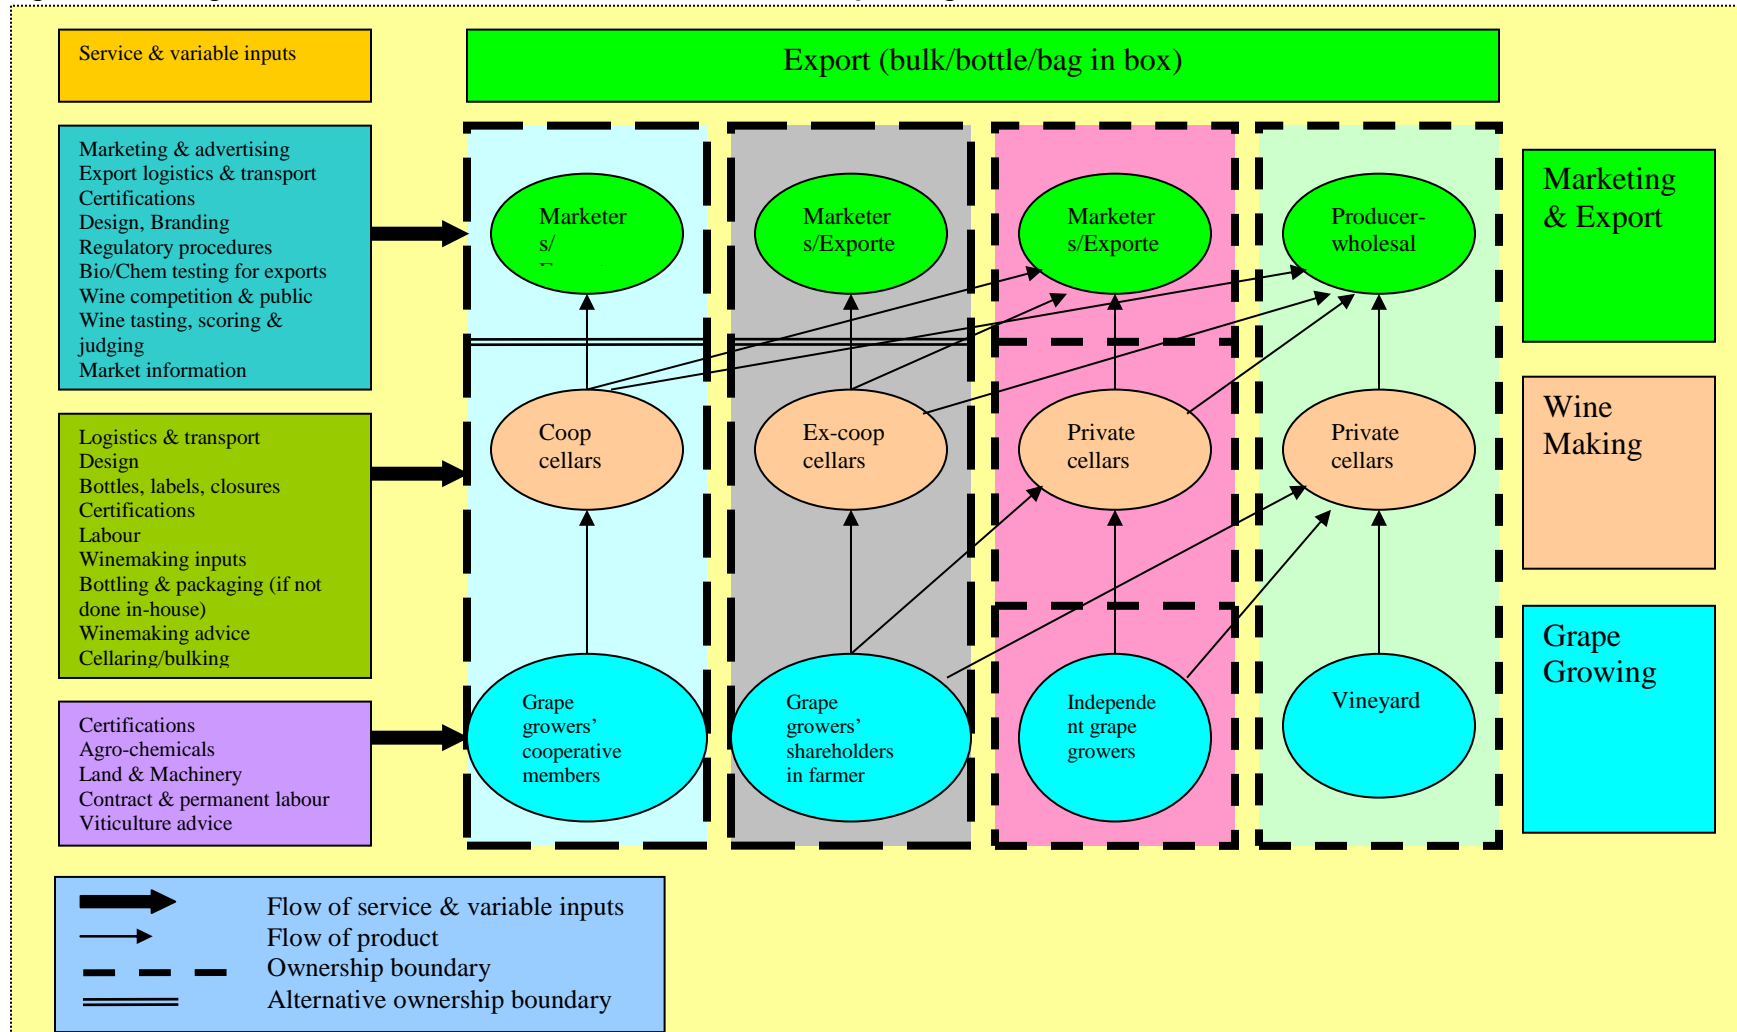 Service & variable inputs
Export (bulk/bottle/bag in box)
Marketing & advertising
Export logistics & transport
Certifications
Design, Branding
Regulatory procedures
Bio/Chem testing for exports
Wine competition & public
Wine tasting, scoring &
judging
Market information
Marketer
s/
Marketer
s/Exporte
Marketer
s/Exporte
Producer-
wholesal
Marketing
& Export
Logistics & transport
Design
Bottles, labels, closures
Certifications
Labour
Winemaking inputs
Bottling & packaging (if not
done in-house)
Winemaking advice
Cellaring/bulking
Coop
cellars
Ex-coop
cellars
Private
cellars
Private
cellars
Wine
Making
Certifications
Agro-chemicals
Land & Machinery
Contract & permanent labour
Viticulture advice
Grape
growers’
cooperative
members
Grape
growers’
shareholders
in farmer
Independe
nt grape
growers
Vineyard
Grape
Growing
Flow of service & variable inputs
Flow of product
Ownership boundary
Alternative ownership boundary